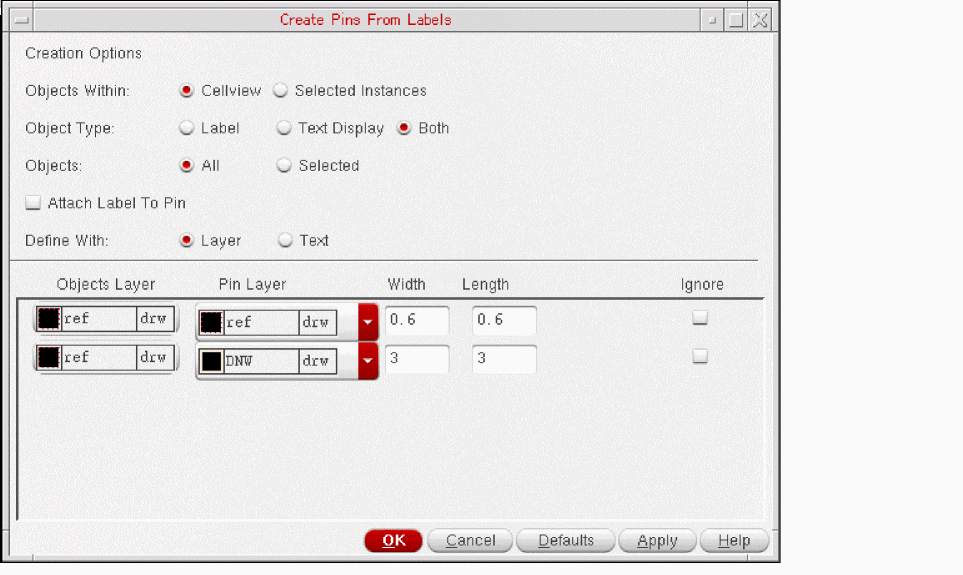 Create Pins From Labels
Creation Options
Objects Within: Cellview Selected Instances
Object Type: Label Text Display Both
Objects: All Selected
Attach Label To Pin
Define With: Layer Text
Objects Layer Pin Layer Width Length Ignore
ref drw ref drw 0.6 0.6
ref drw DNW drw 3 3
OK Cancel Defaults Apply Help